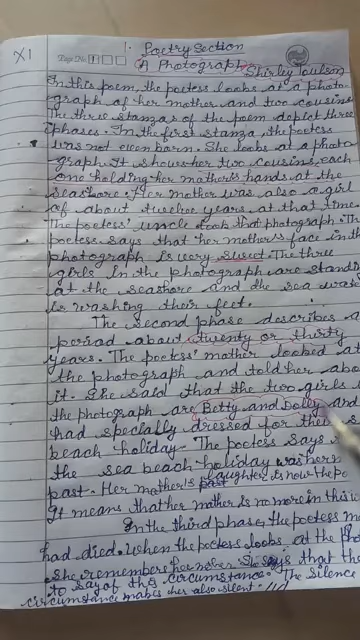 XI
Page No. 1
1. Poetry Section
A Photograph - Shirley Toulson
In this poem, the poetess looks at a photo-
graph of her mother and two cousins
The three stanzas of the poem depict three
phases. In the first stanza, the poetess
was not even born. She looks at a photo-
graph. It shows her two cousins, each
one holding her mother's hands at the
seashore. Her mother was also a girl
of about twelve years at that time.
The poetess' uncle took that photograph. The
poetess says that her mother's face in the
photograph is very sweet. The three
girls in the photograph are standing
at the seashore and the sea
is washing their feet.
The second phase describes a
period about twenty or thirty
years. The poetess' mother looked at
the photograph and told her
it. She said that the two girls
the photograph are Betty and Dolly and
had specially dressed for
beach holiday. The poetess says
the sea beach holiday was her
past. Her mother's laughter is now the
It means that her mother is no more in this
In the third phase, the poetess
had died. When the poetess looks at the
she remembers her She says that
to say of this circumstance. The silence
circumstance makes her also silent.